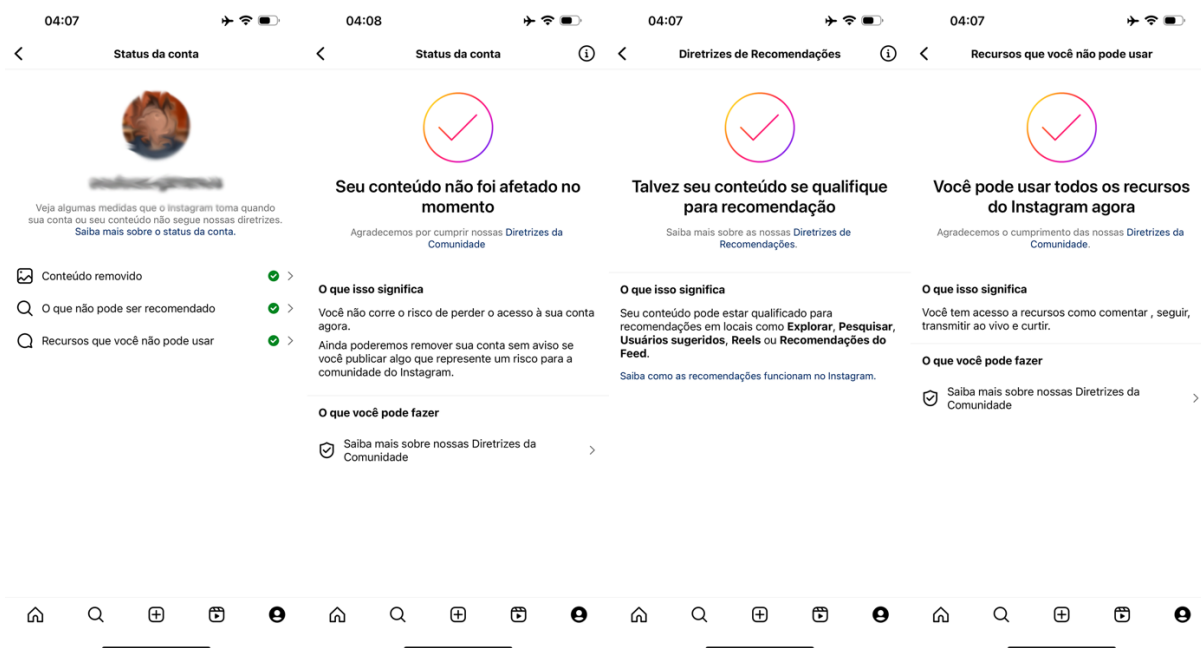 04:07
Status da conta
Veja algumas medidas que o Instagram toma quando
sua conta ou seu conteúdo não segue nossas diretrizes.
Saiba mais sobre o status da conta.
Conteúdo removido
O que não pode ser recomendado
Recursos que você não pode usar
04:08
Status da conta
Seu conteúdo não foi afetado no
momento
Agradecemos por cumprir nossas Diretrizes da
Comunidade
O que isso significa
Você não corre o risco de perder o acesso à sua conta
agora.
Ainda poderemos remover sua conta sem aviso se
você publicar algo que represente um risco para a
comunidade do Instagram.
O que você pode fazer
Saiba mais sobre nossas Diretrizes da
Comunidade
04:07
Diretrizes de Recomendações
Talvez seu conteúdo se qualifique
para recomendação
Saiba mais sobre as nossas Diretrizes de
Recomendações.
O que isso significa
Seu conteúdo pode estar qualificado para
recomendações em locais como Explorar, Pesquisar,
Usuários sugeridos, Reels ou Recomendações do
Feed.
Saiba como as recomendações funcionam no Instagram.
04:07
Recursos que você não pode usar
Você pode usar todos os recursos
do Instagram agora
Agradecemos o cumprimento das nossas Diretrizes da
Comunidade.
O que isso significa
Você tem acesso a recursos como comentar , seguir,
transmitir ao vivo e curtir.
O que você pode fazer
Saiba mais sobre nossas Diretrizes da
Comunidade